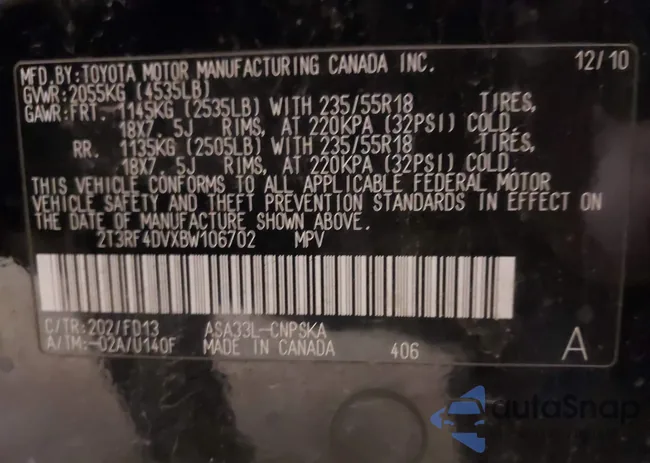 MFD.BY:TOYOTA MOTOR MANUFACTURING CANADA INC. 12/10
GVWR:2055KG (4535LB)
GAWR:FRT. 1145KG (2535LB) WITH 235/55R18 TIRES,
18X7.5J RIMS, AT 220KPA (32PSI) COLD.
RR. 1135KG (2505LB) WITH 235/55R18 TIRES,
18X7.5J RIMS, AT 220KPA (32PSI) COLD.
THIS VEHICLE CONFORMS TO ALL APPLICABLE FEDERAL MOTOR
VEHICLE SAFETY AND THEFT PREVENTION STANDARDS IN EFFECT ON
THE DATE OF MANUFACTURE SHOWN ABOVE.
2T3RF4DVXBW106702 MPV
C/TR:202/FD13 ASA33L-CNPSKA
A/TM:-02A/U140F MADE IN CANADA 406 A
autoSnap